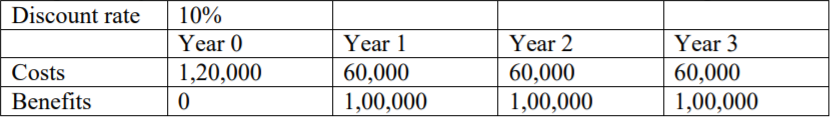 Discount rate 10%
Year 0 Year 1 Year 2 Year 3
Costs 1,20,000 60,000 60,000 60,000
Benefits 0 1,00,000 1,00,000 1,00,000